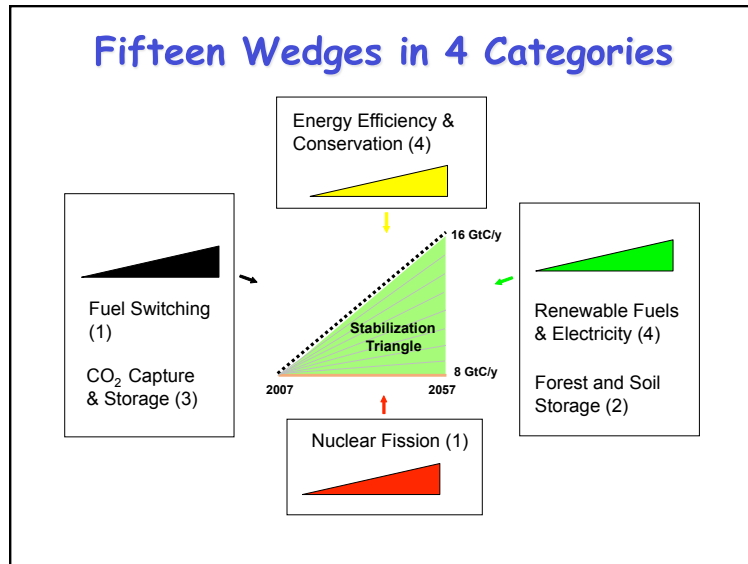 Fifteen Wedges in 4 Categories
Energy Efficiency &
Conservation (4)
Fuel Switching
(1)
CO₂ Capture
& Storage (3)
16 GtC/y
Stabilization
Triangle
8 GtC/y
2007
2057
Renewable Fuels
& Electricity (4)
Forest and Soil
Storage (2)
Nuclear Fission (1)